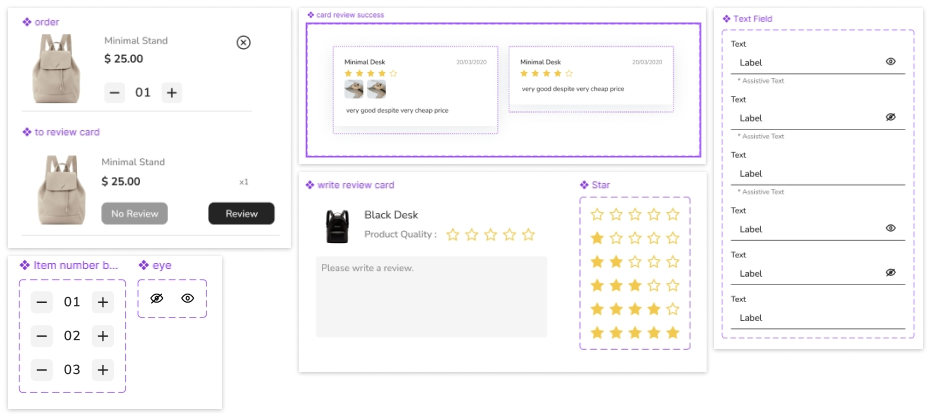 order
Minimal Stand
$ 25.00
01
to review card
Minimal Stand
$ 25.00
x1
No Review
Review
Item number b...
01
02
03
eye
card review success
Minimal Desk
20/03/2020
very good despite very cheap price
Minimal Desk
20/03/2020
very good despite very cheap price
write review card
Black Desk
Product Quality :
Please write a review.
Star
Text Field
Text
Label
* Assistive Text
Text
Label
* Assistive Text
Text
Label
* Assistive Text
Text
Label
Text
Label
Text
Label